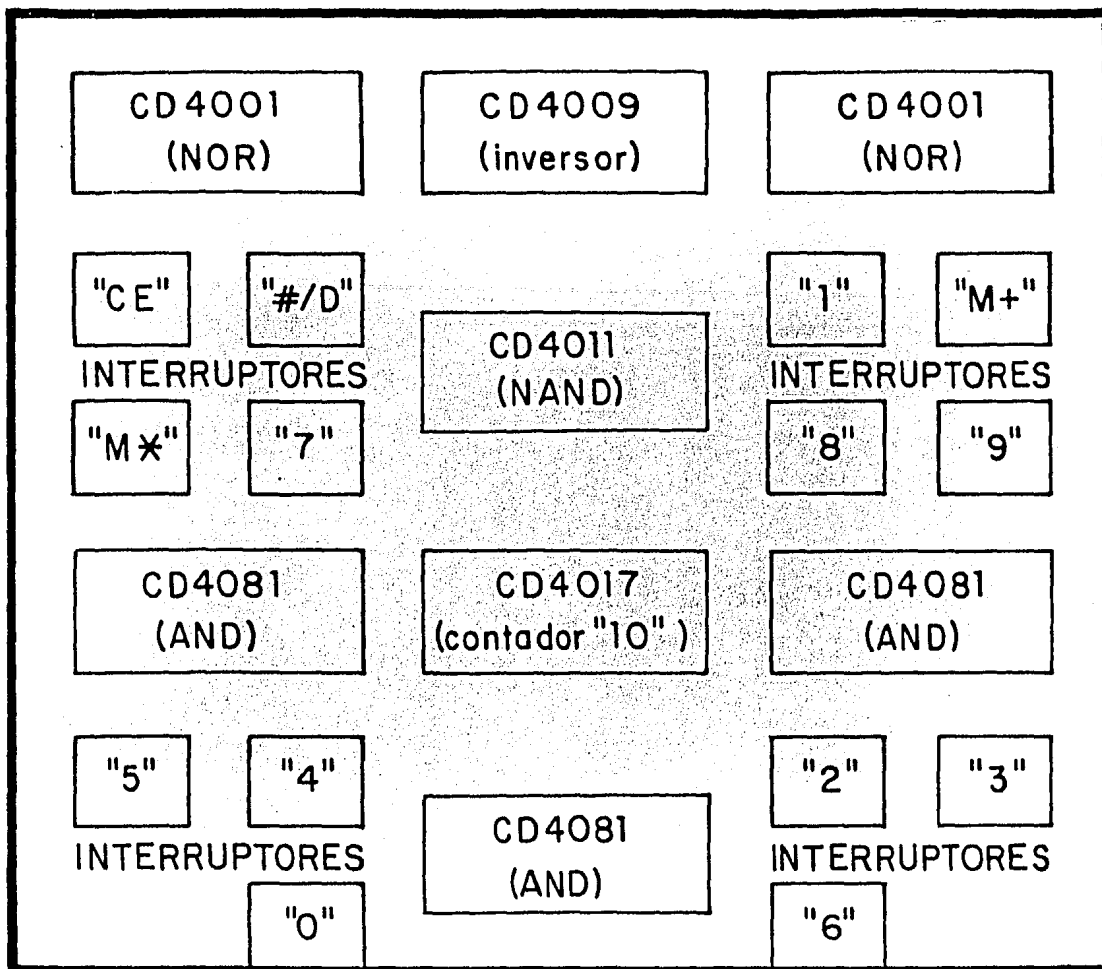 CD4001
(NOR)
CD4009
(inversor)
CD4001
(NOR)
"CE"
"#/D"
"1"
"M+"
INTERRUPTORES
INTERRUPTORES
CD4011
(NAND)
"M*"
"7"
"8"
"9"
CD4081
(AND)
CD4017
(contador "10")
CD4081
(AND)
"5"
"4"
"2"
"3"
INTERRUPTORES
INTERRUPTORES
CD4081
(AND)
"0"
"6"